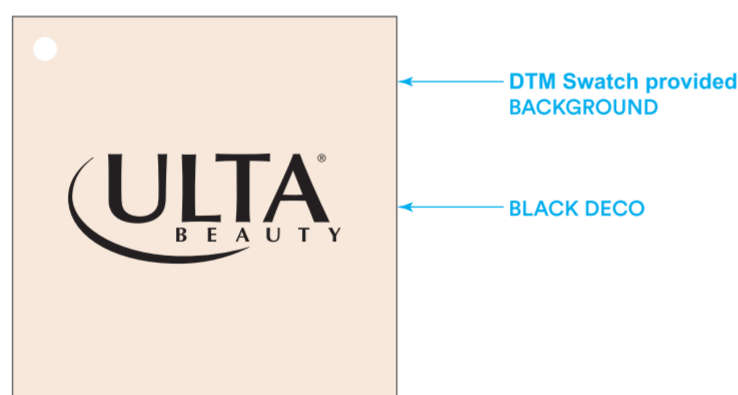 DTM Swatch provided
BACKGROUND
ULTA®
BEAUTY
BLACK DECO